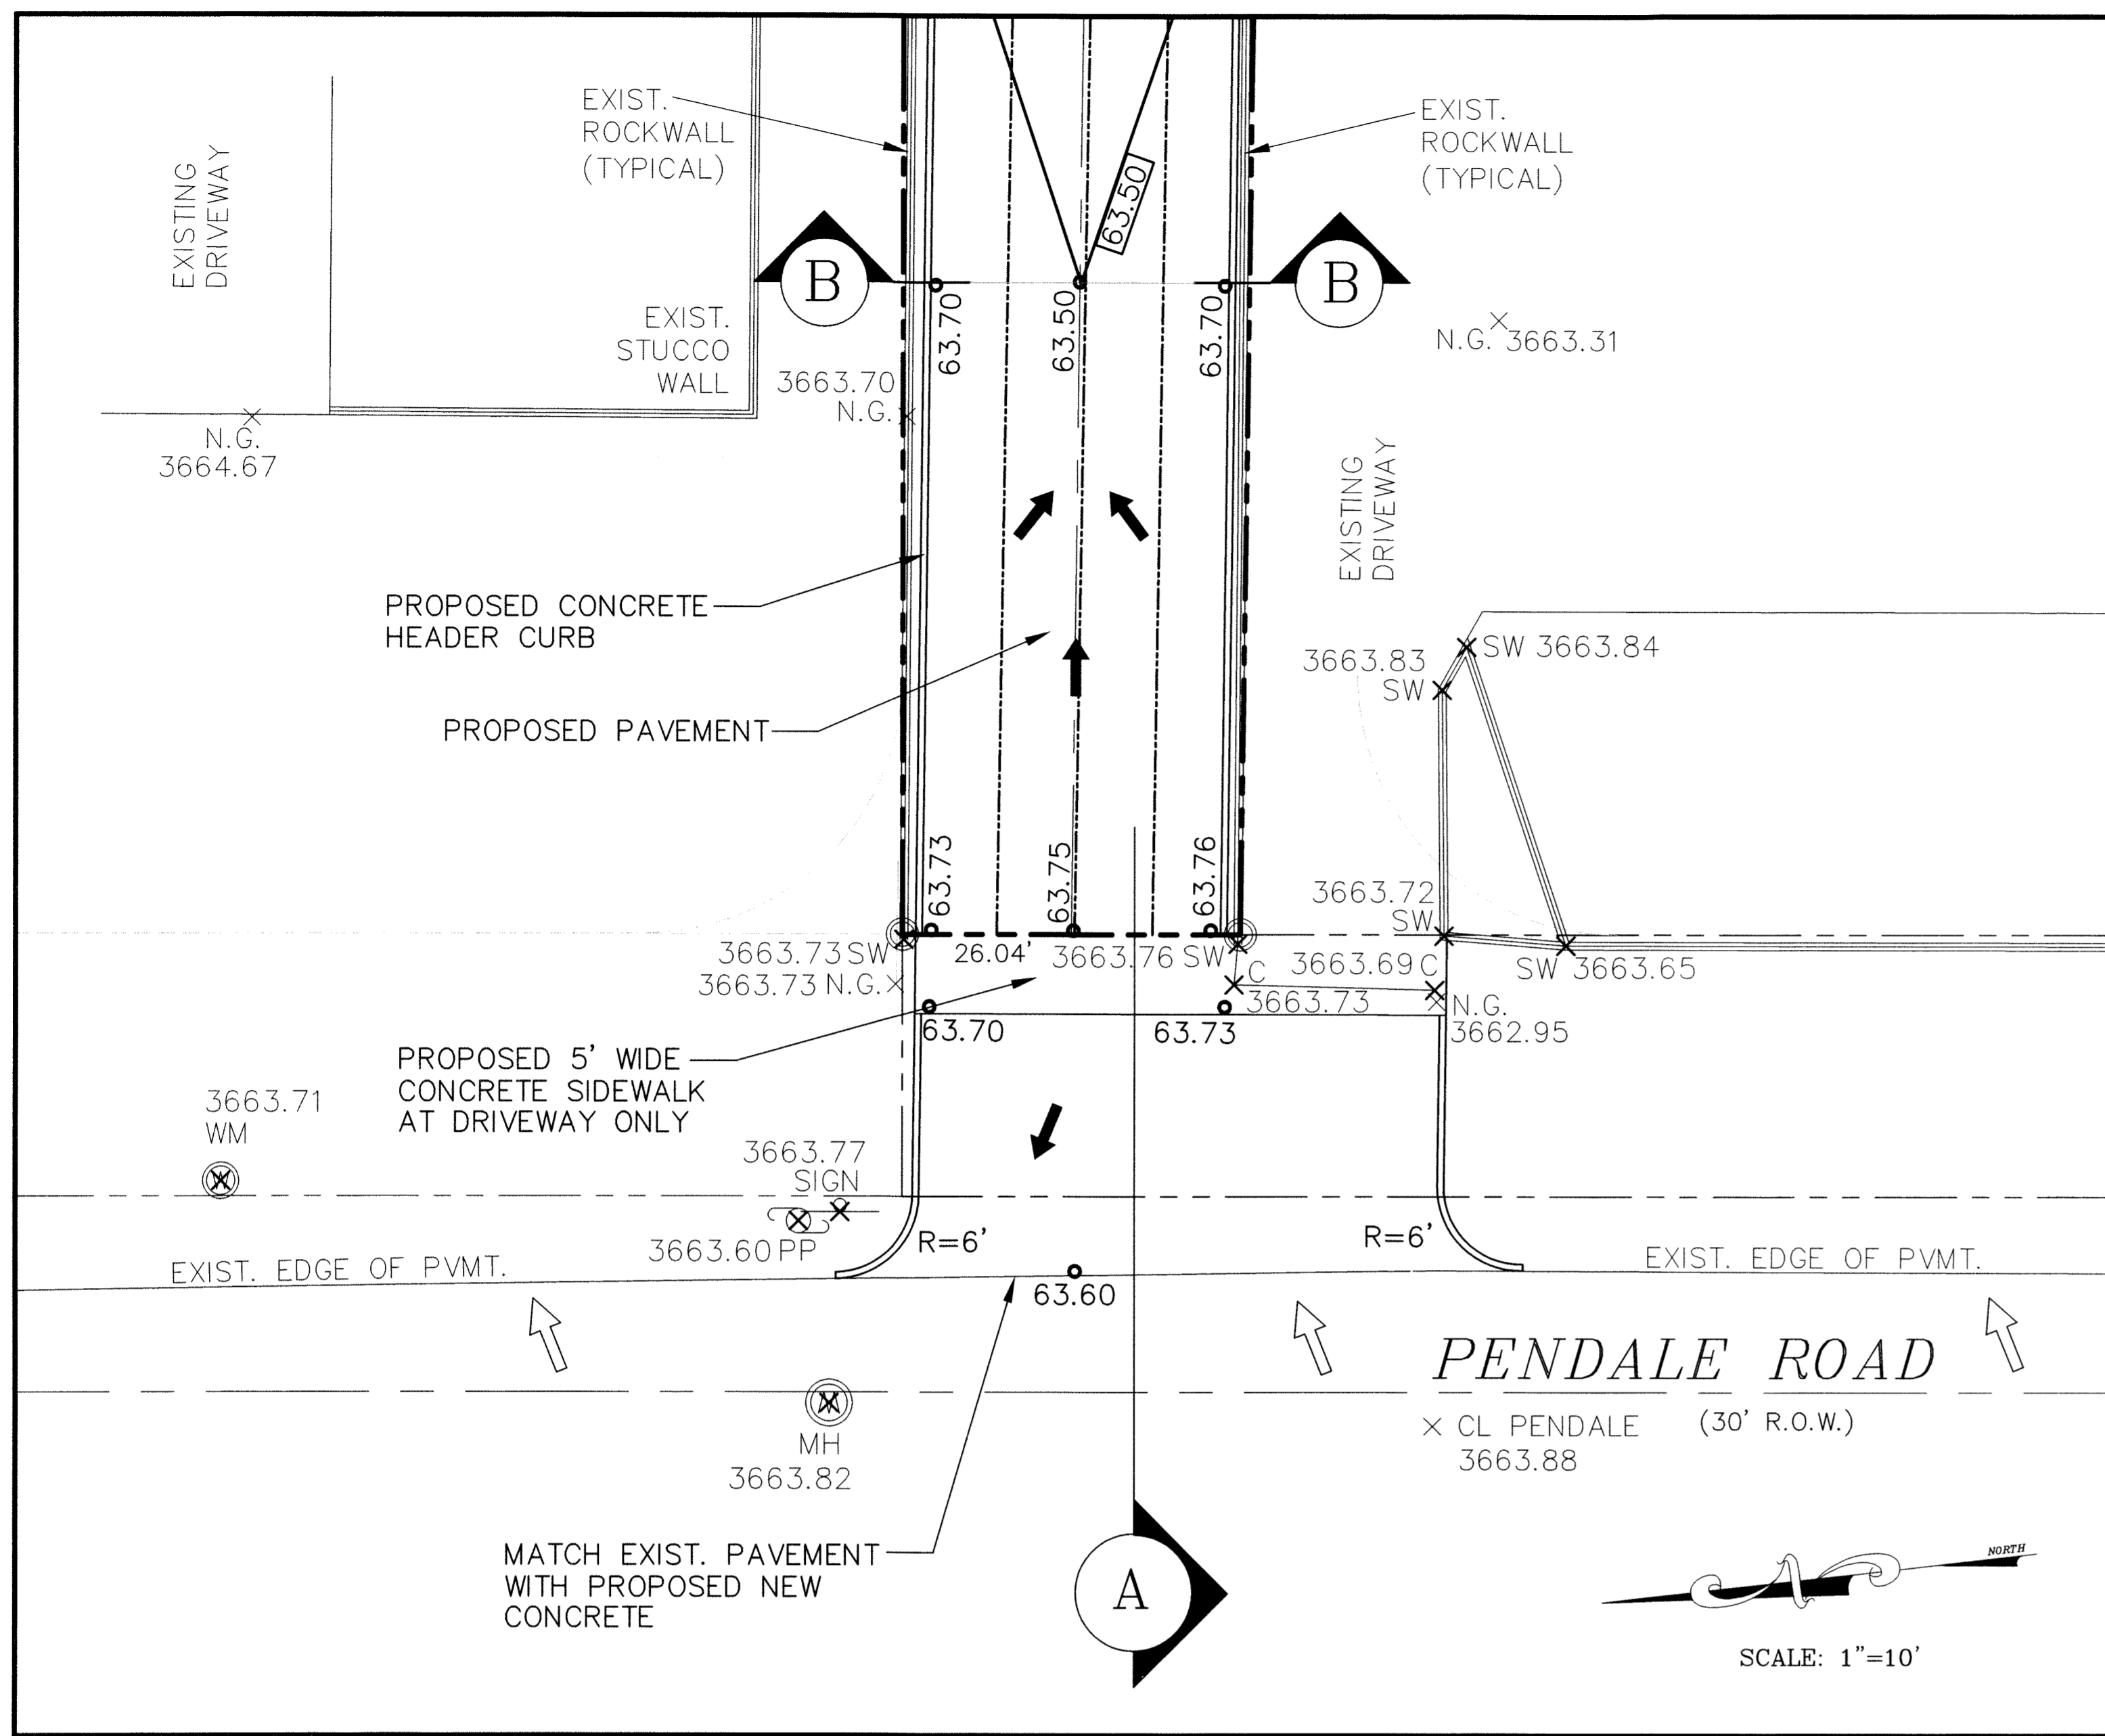 EXIST.
ROCKWALL
(TYPICAL)
EXIST.
ROCKWALL
(TYPICAL)
EXISTING
DRIVEWAY
63.50
B
B
63.70
63.50
63.70
N.G.
3663.31
EXIST.
STUCCO
WALL
3663.70
N.G.
N.G.
3664.67
EXISTING
DRIVEWAY
PROPOSED CONCRETE
HEADER CURB
SW 3663.84
3663.83
SW
PROPOSED PAVEMENT
63.73
63.75
63.76
3663.72
SW
3663.73 SW
26.04'
3663.76 SW
3663.69 C
SW 3663.65
3663.73 N.G.
C
3663.73
N.G.
3662.95
63.70
63.73
PROPOSED 5' WIDE
CONCRETE SIDEWALK
AT DRIVEWAY ONLY
3663.71
WM
3663.77
SIGN
3663.60 PP
R=6'
R=6'
EXIST. EDGE OF PVMT.
EXIST. EDGE OF PVMT.
63.60
PENDALE ROAD
CL PENDALE
3663.88
(30' R.O.W.)
MH
3663.82
MATCH EXIST. PAVEMENT
WITH PROPOSED NEW
CONCRETE
A
NORTH
N
SCALE: 1"=10'